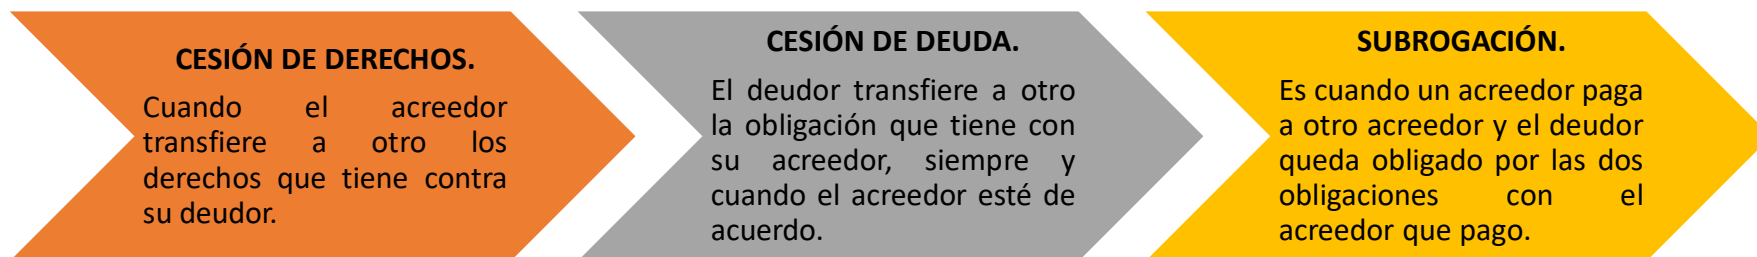 CESIÓN DE DERECHOS.
Cuando el acreedor
transfiere a otro los
derechos que tiene contra
su deudor.
CESIÓN DE DEUDA.
El deudor transfiere a otro
la obligación que tiene con
su acreedor, siempre y
cuando el acreedor esté de
acuerdo.
SUBROGACIÓN.
Es cuando un acreedor paga
a otro acreedor y el deudor
queda obligado por las dos
obligaciones con el
acreedor que pago.